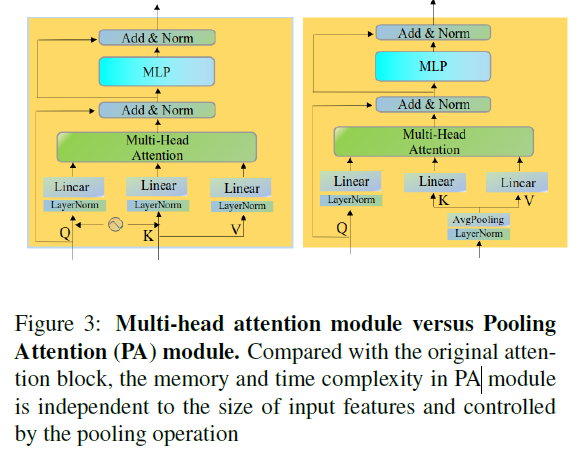 Add & Norm
MLP
Add & Norm
Multi-Head
Attention
Linear Linear Linear
LayerNorm LayerNorm LayerNorm
Q K V
Add & Norm
MLP
Add & Norm
Multi-Head
Attention
Linear Linear Linear
LayerNorm K V
AvgPooling
Q LayerNorm
Figure 3: Multi-head attention module versus Pooling
Attention (PA) module. Compared with the original atten-
tion block, the memory and time complexity in PA module
is independent to the size of input features and controlled
by the pooling operation